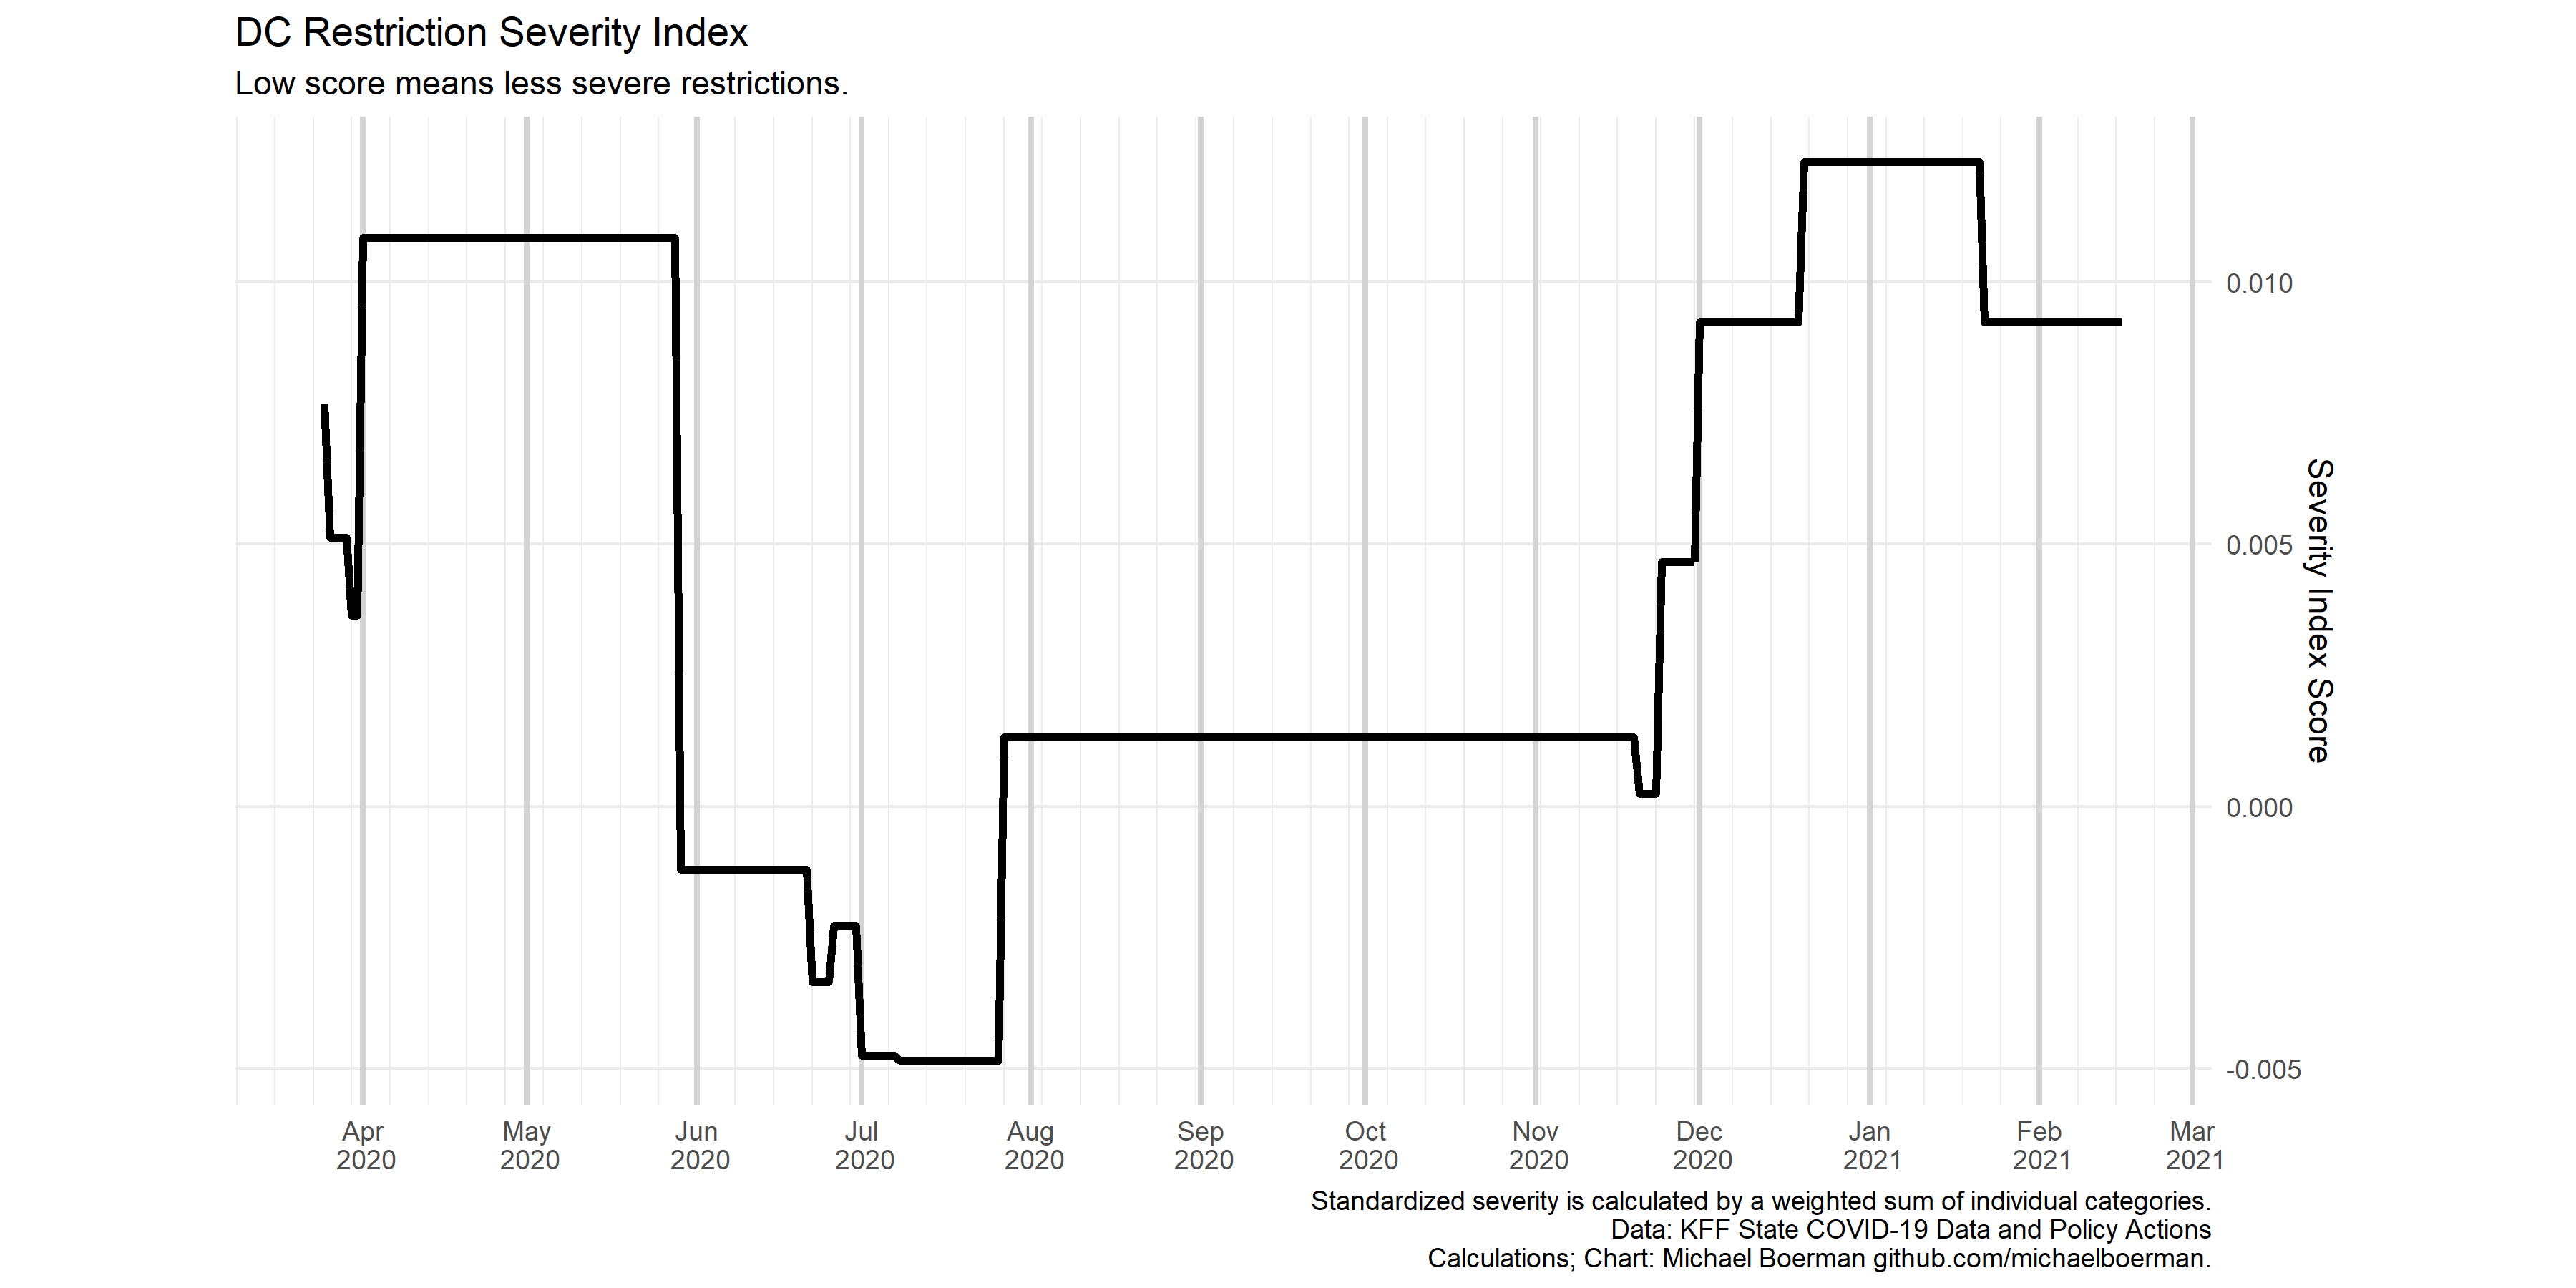 DC Restriction Severity Index
Low score means less severe restrictions.
0.010
0.005
0.000
-0.005
Severity Index Score
Apr
2020
May
2020
Jun
2020
Jul
2020
Aug
2020
Sep
2020
Oct
2020
Nov
2020
Dec
2020
Jan
2021
Feb
2021
Mar
2021
Standardized severity is calculated by a weighted sum of individual categories.
Data: KFF State COVID-19 Data and Policy Actions
Calculations; Chart: Michael Boerman github.com/michaelboerman.